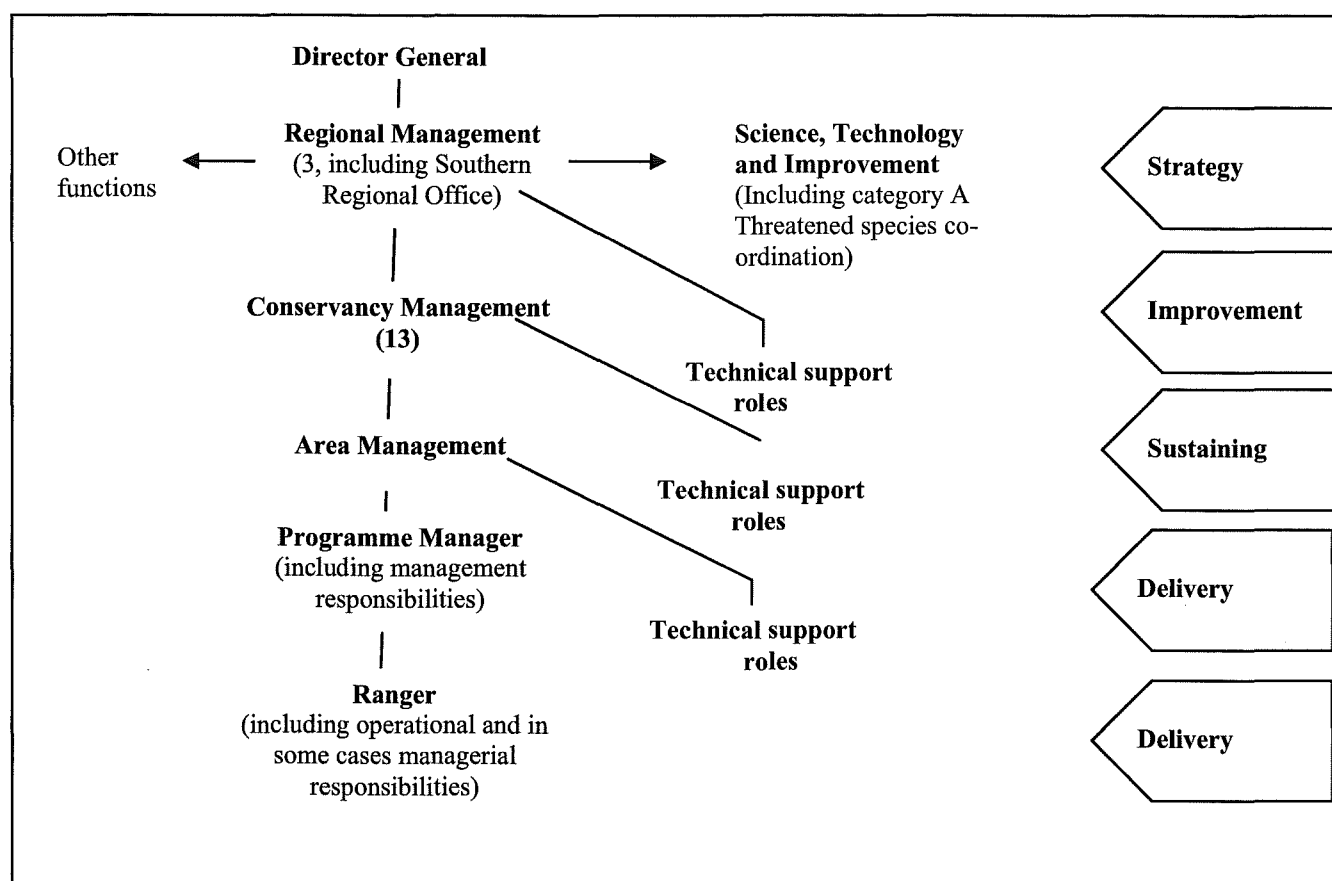 Director General
Other
functions
Regional Management
(3, including Southern
Regional Office)
Science, Technology
and Improvement
(Including category A
Threatened species co-
ordination)
Strategy
Conservancy Management
(13)
Technical support
roles
Improvement
Area Management
Technical support
roles
Sustaining
Programme Manager
(including management
responsibilities)
Technical support
roles
Delivery
Ranger
(including operational and in
some cases managerial
responsibilities)
Delivery